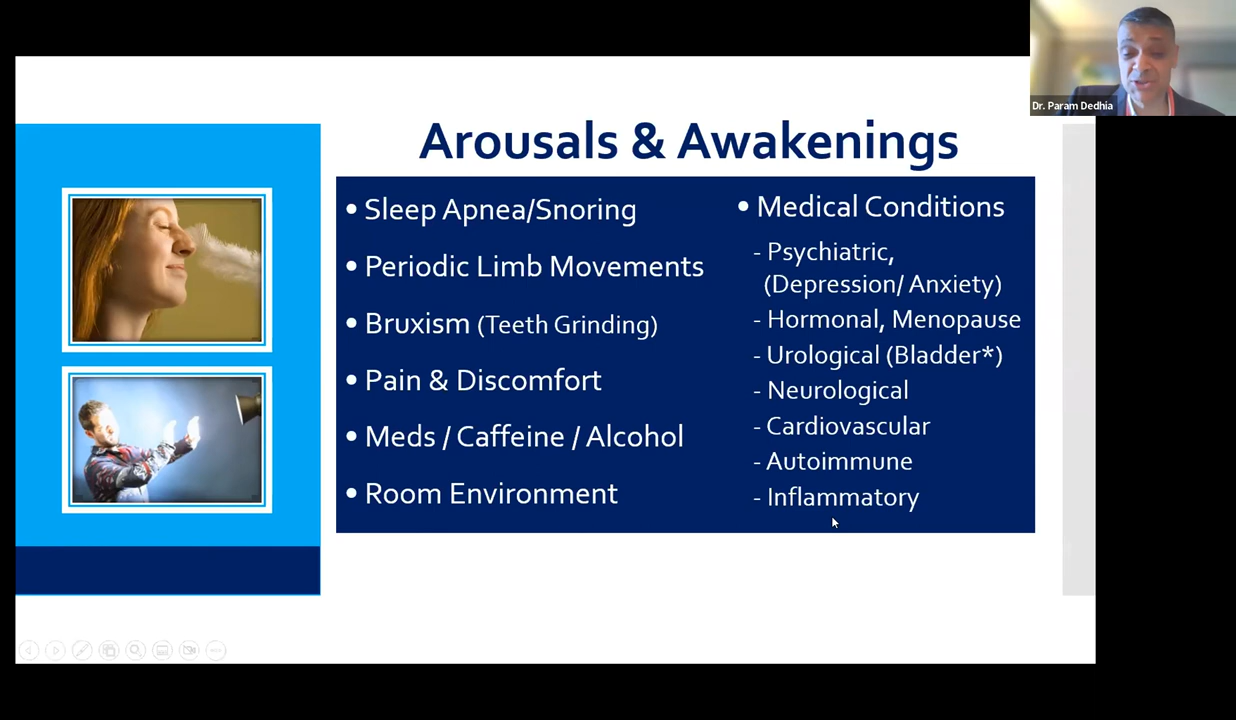 Dr. Param Dedhia
Arousals & Awakenings
• Sleep Apnea/Snoring
• Periodic Limb Movements
• Bruxism (Teeth Grinding)
• Pain & Discomfort
• Meds / Caffeine / Alcohol
• Room Environment
• Medical Conditions
- Psychiatric,
(Depression/ Anxiety)
- Hormonal, Menopause
- Urological (Bladder*)
- Neurological
- Cardiovascular
- Autoimmune
- Inflammatory